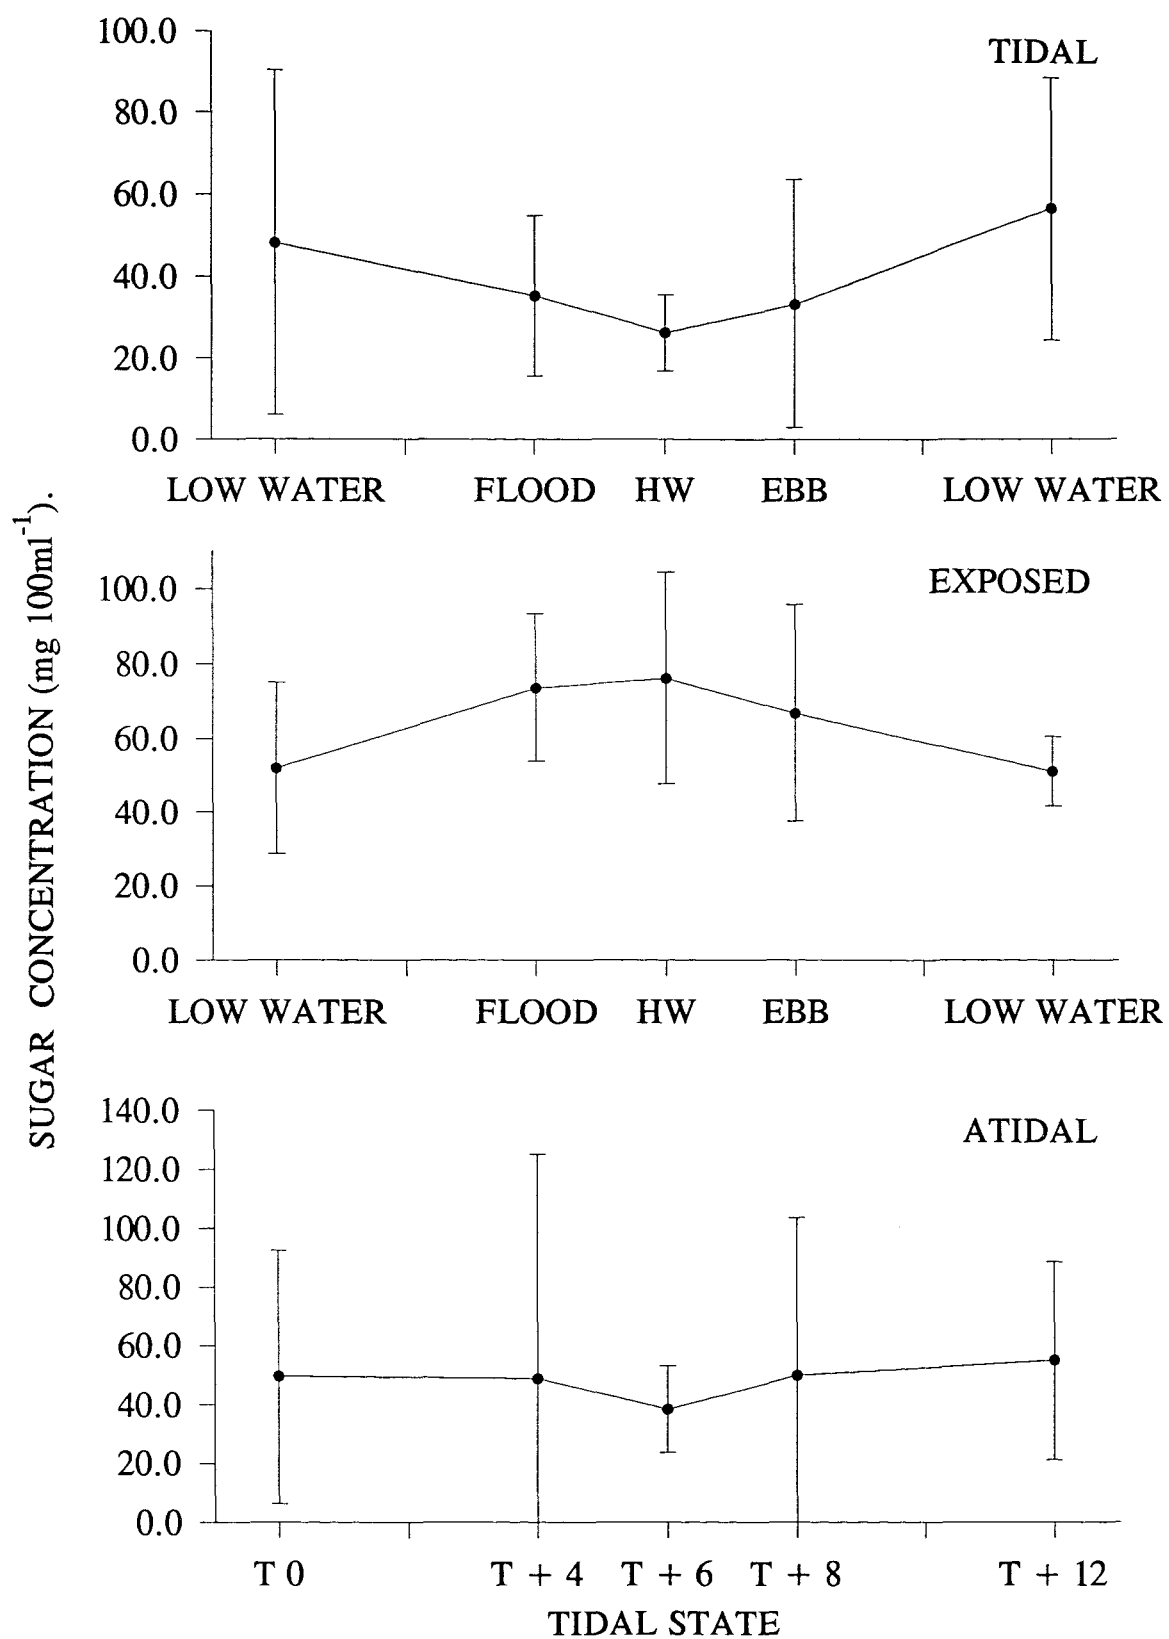 SUGAR CONCENTRATION (mg 100ml⁻¹).
TIDAL
100.0
80.0
60.0
40.0
20.0
0.0
LOW WATER FLOOD HW EBB LOW WATER
EXPOSED
100.0
80.0
60.0
40.0
20.0
0.0
LOW WATER FLOOD HW EBB LOW WATER
ATIDAL
140.0
120.0
100.0
80.0
60.0
40.0
20.0
0.0
T 0 T + 4 T + 6 T + 8 T + 12
TIDAL STATE